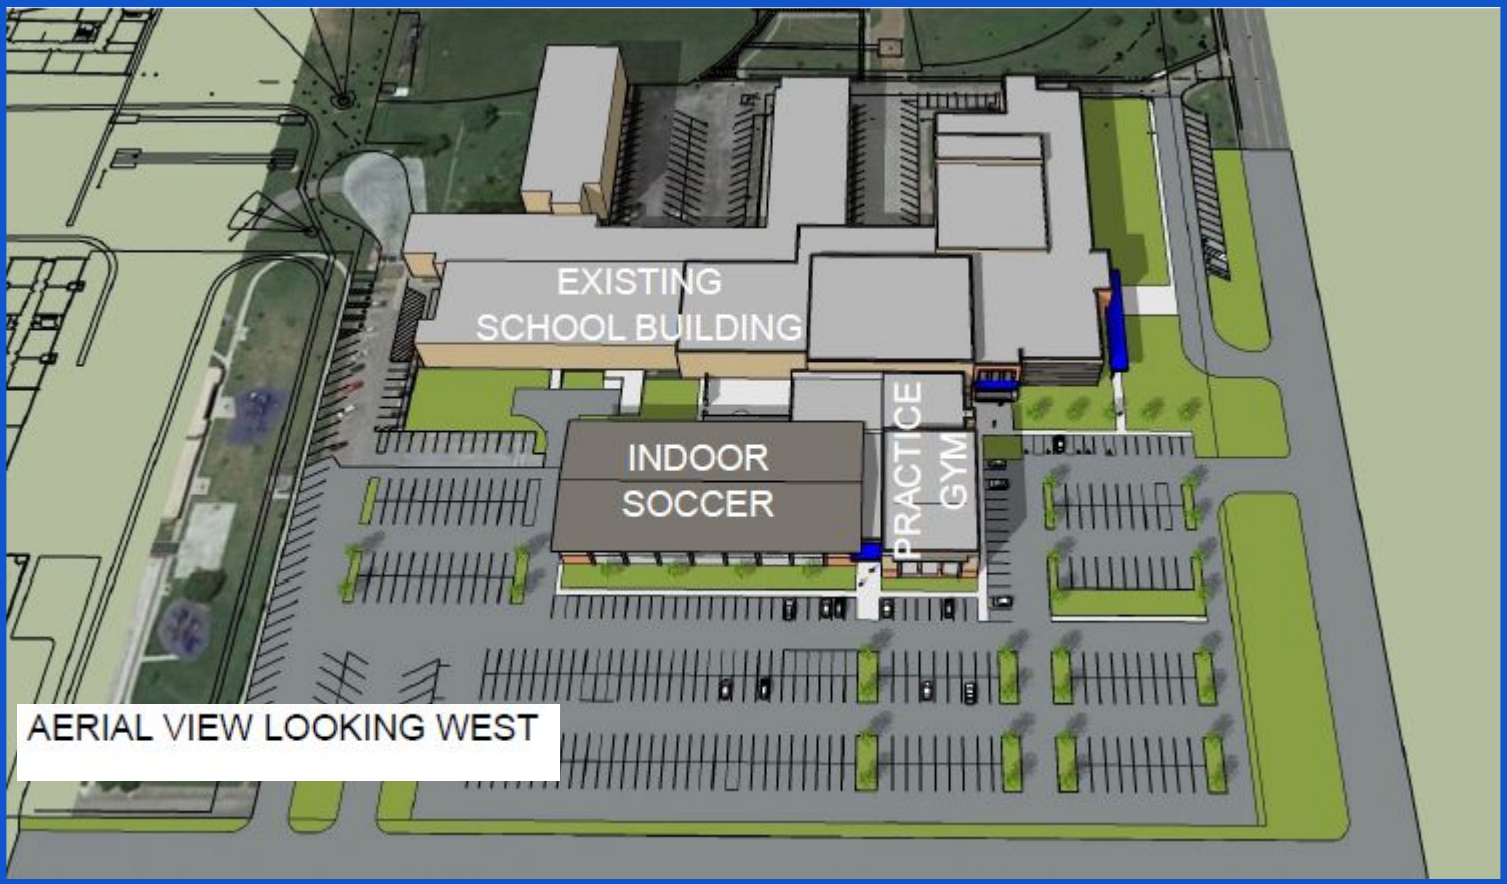 EXISTING
SCHOOL BUILDING
INDOOR
SOCCER
PRACTICE
GYM
AERIAL VIEW LOOKING WEST